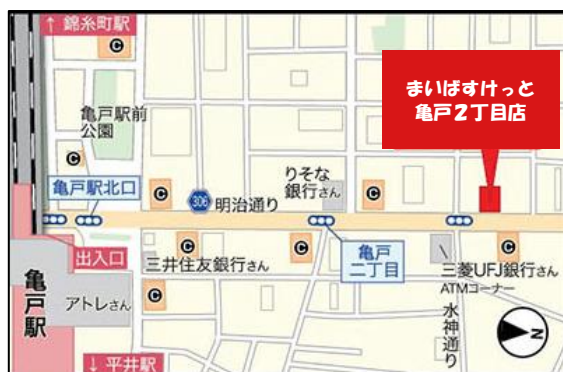 ↑ 錦糸町駅
C
まいばすけっと
亀戸2丁目店
亀戸駅前
公園
C
亀戸駅北口
C
306 明治通り
りそな
銀行さん
C
出入口
C
三井住友銀行さん
C
亀戸
二丁目
C
三菱UFJ銀行さん
ATMコーナー
亀戸駅
アトレさん
C
水神通り
N
↓ 平井駅